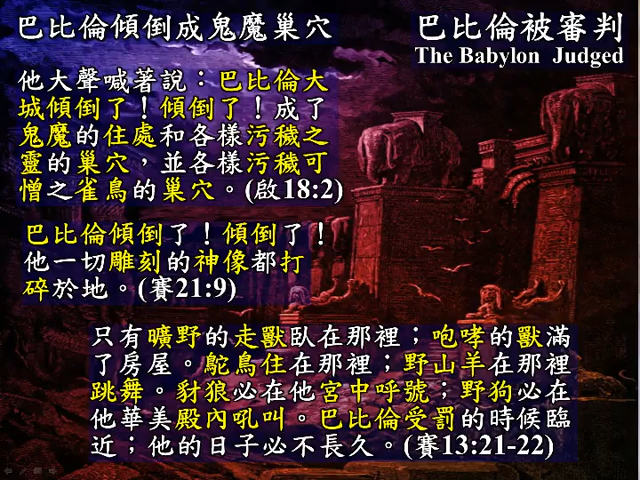 巴比倫傾倒成鬼魔巢穴
巴比倫被審判
The Babylon Judged
他大聲喊著說：巴比倫大
城傾倒了！傾倒了！成了
鬼魔的住處和各樣污穢之
靈的巢穴，並各樣污穢可
憎之雀鳥的巢穴。(啟18:2)
巴比倫傾倒了！傾倒了！
他一切雕刻的神像都打
碎於地。(賽21:9)
只有曠野的走獸臥在那裡；咆哮的獸滿
了房屋。鴕鳥住在那裡；野山羊在那裡
跳舞。豺狼必在他宮中呼號；野狗必在
他華美殿內吼叫。巴比倫受罰的時候臨
近；他的日子必不長久。(賽13:21-22)